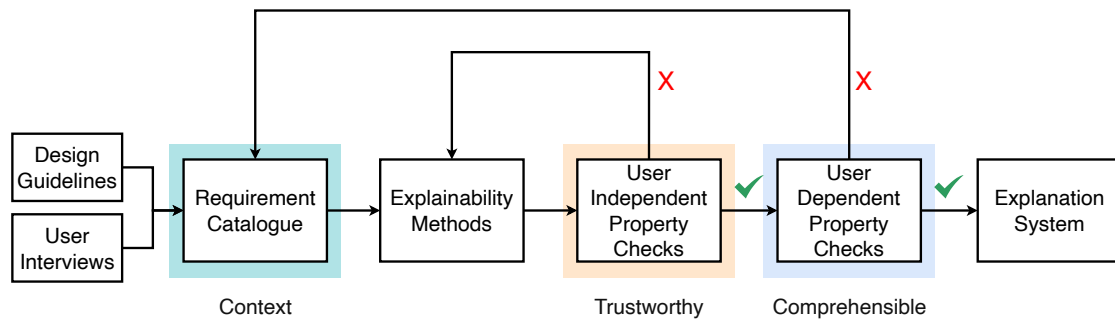 X
X
Design
Guidelines
User
Interviews
Requirement
Catalogue
Explainability
Methods
User
Independent
Property
Checks
User
Dependent
Property
Checks
Explanation
System
Context
Trustworthy
Comprehensible